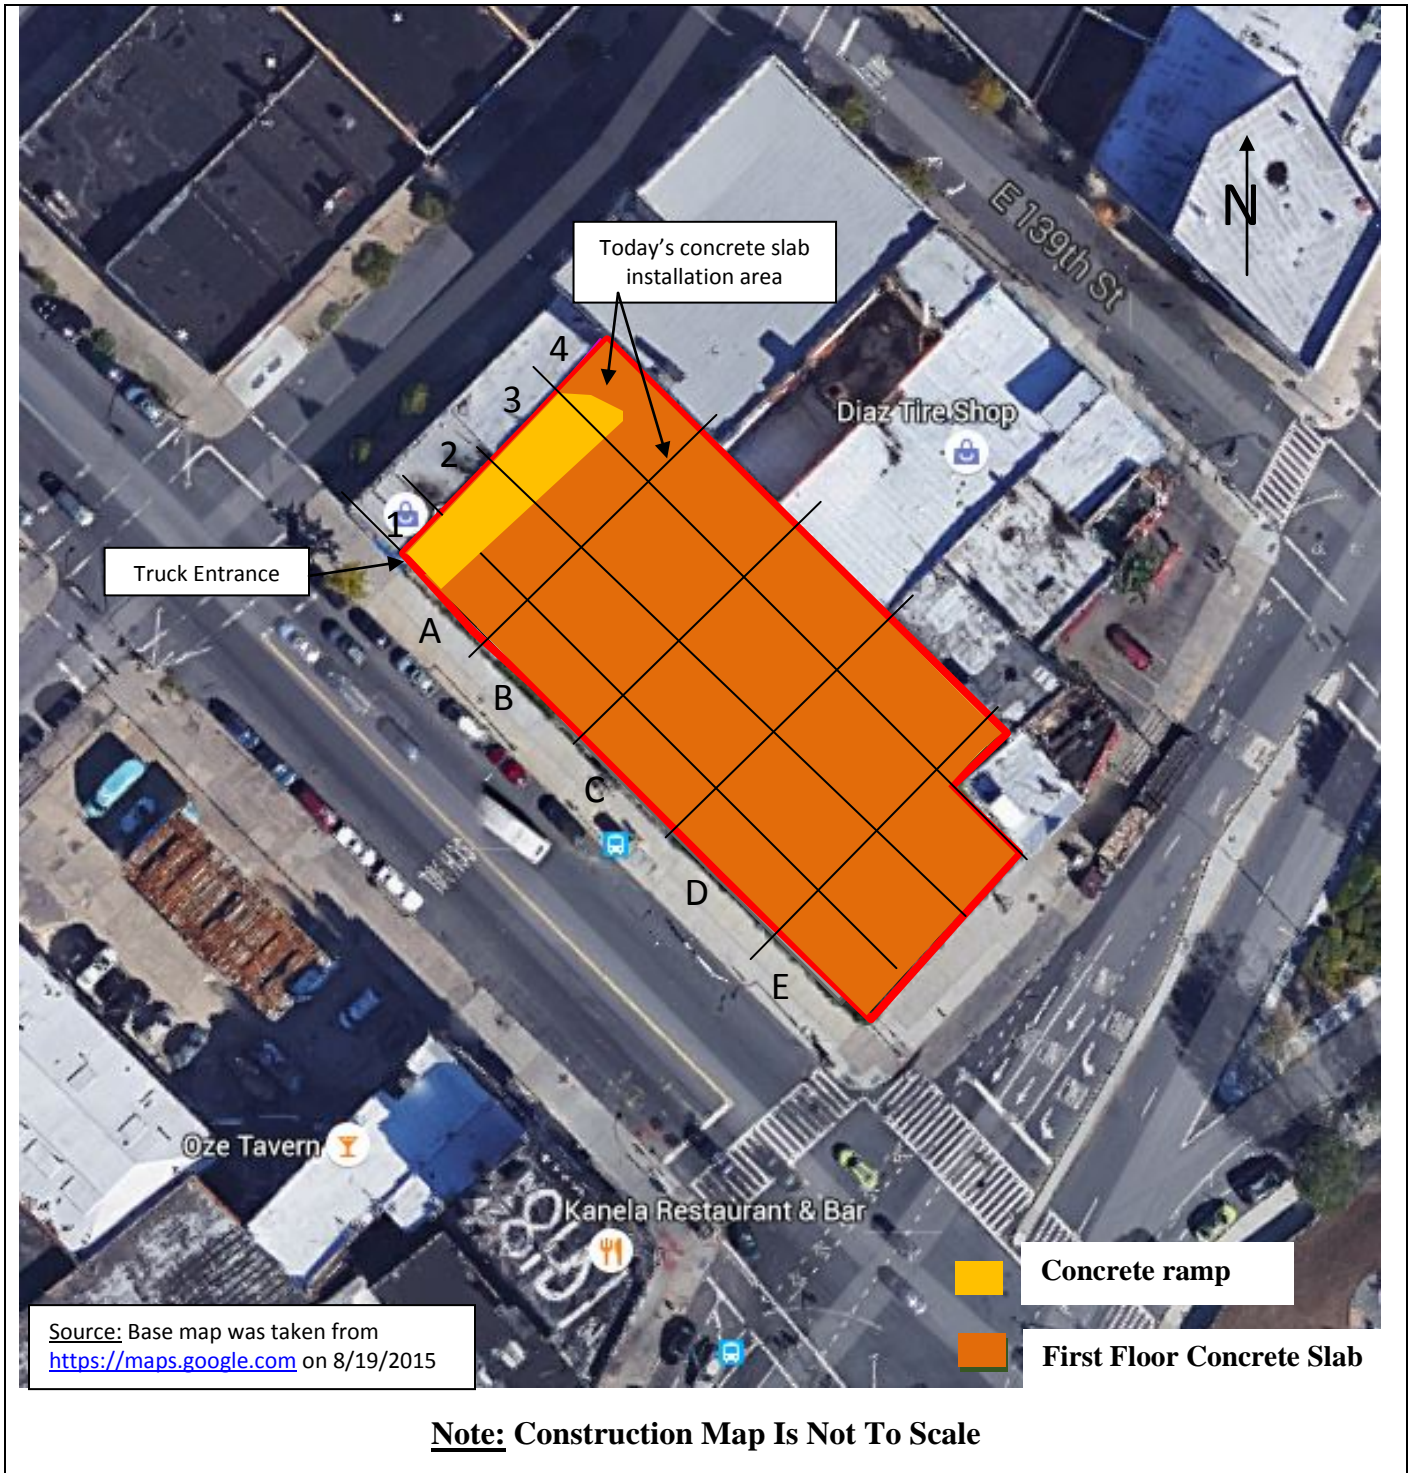 E 139th St
N
Today's concrete slab
installation area
4
3
2
1
Diaz Tire Shop
Truck Entrance
A
B
C
D
E
Oze Tavern
Kanela Restaurant & Bar
Concrete ramp
First Floor Concrete Slab
Source: Base map was taken from
https://maps.google.com on 8/19/2015
Note: Construction Map Is Not To Scale